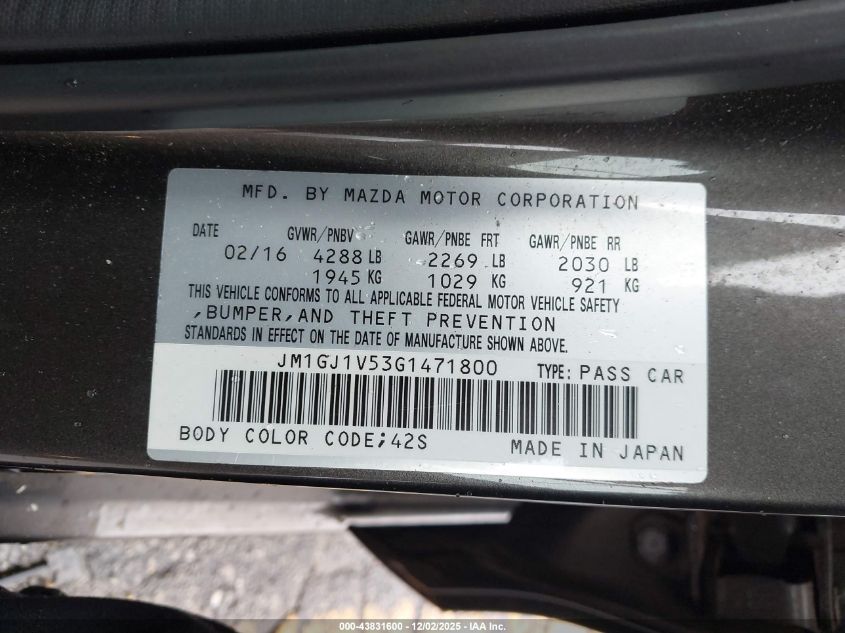 MFD. BY MAZDA MOTOR CORPORATION
DATE GVWR/PNBV GAWR/PNBE FRT GAWR/PNBE RR
02/16 4288 LB 2269 LB 2030 LB
1945 KG 1029 KG 921 KG
THIS VEHICLE CONFORMS TO ALL APPLICABLE FEDERAL MOTOR VEHICLE SAFETY
,BUMPER,AND THEFT PREVENTION
STANDARDS IN EFFECT ON THE DATE OF MANUFACTURE SHOWN ABOVE.
JM1GJ1V53G1471800 TYPE: PASS CAR
BODY COLOR CODE;42S MADE IN JAPAN
000-43831600 - 12/02/2025 - IAA Inc.